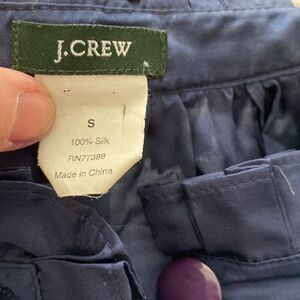 J.CREW
S
100% Silk
RN77388
Made in China